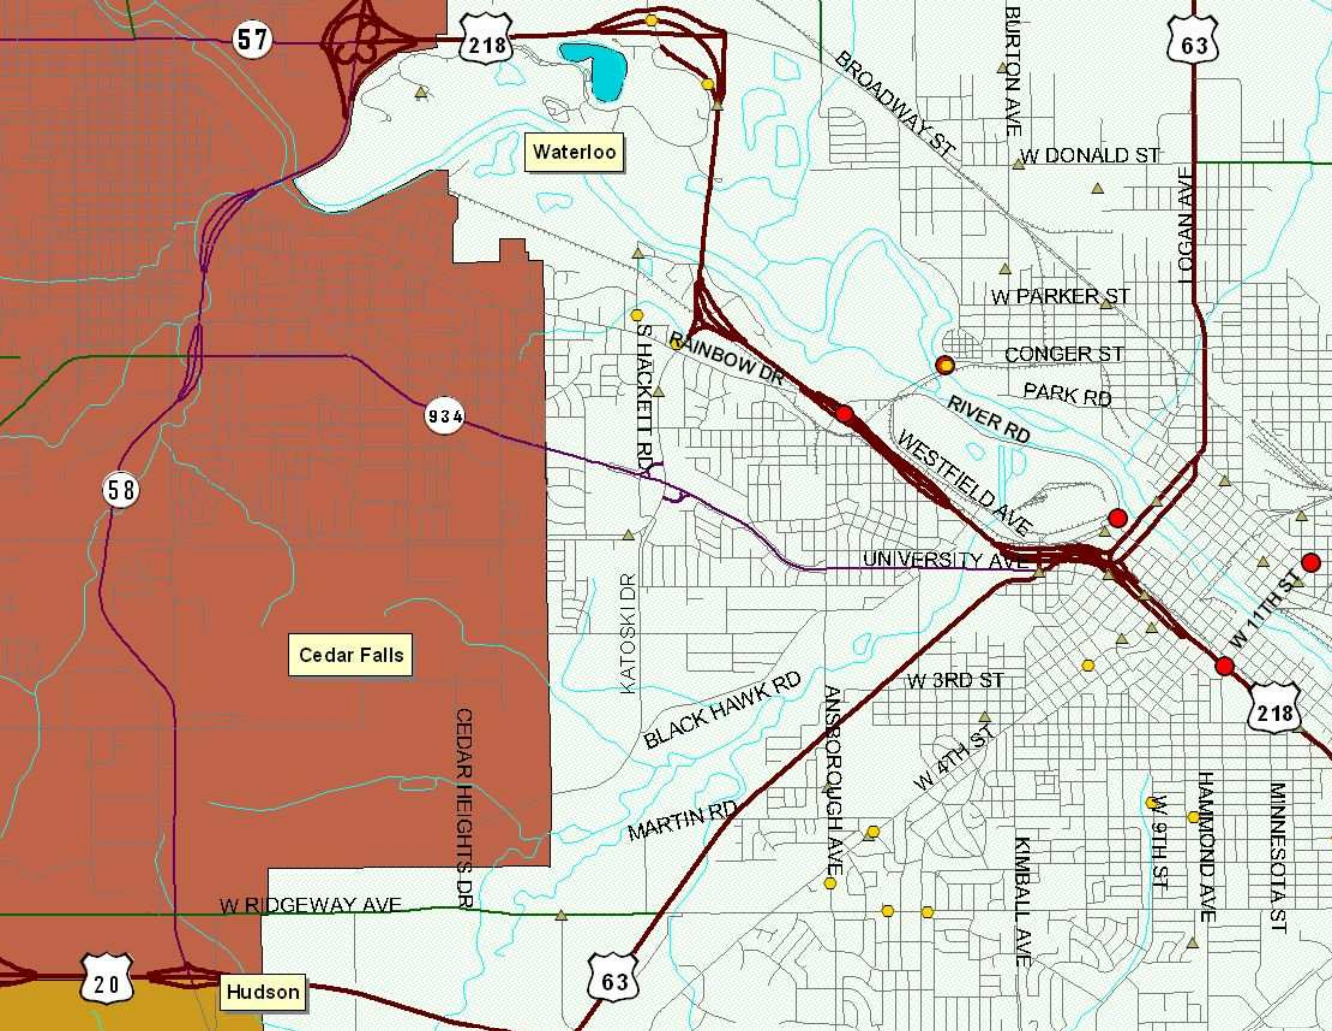 57
218
63
BURTON AVE
BROADWAY ST
Waterloo
W DONALD ST
LOGAN AVE
W PARKER ST
S HACKETT RD
RAINBOW DR
CONGER ST
PARK RD
934
RIVER RD
WESTFIELD AVE
58
UNIVERSITY AVE
W 11TH ST
KATOSKI DR
Cedar Falls
W 3RD ST
BLACK HAWK RD
ANSBOROUGH AVE
218
CEDAR HEIGHTS DR
W 4TH ST
MARTIN RD
W 9TH ST
HAMMOND AVE
MINNESOTA ST
KIMBALL AVE
W RIDGEWAY AVE
20
Hudson
63